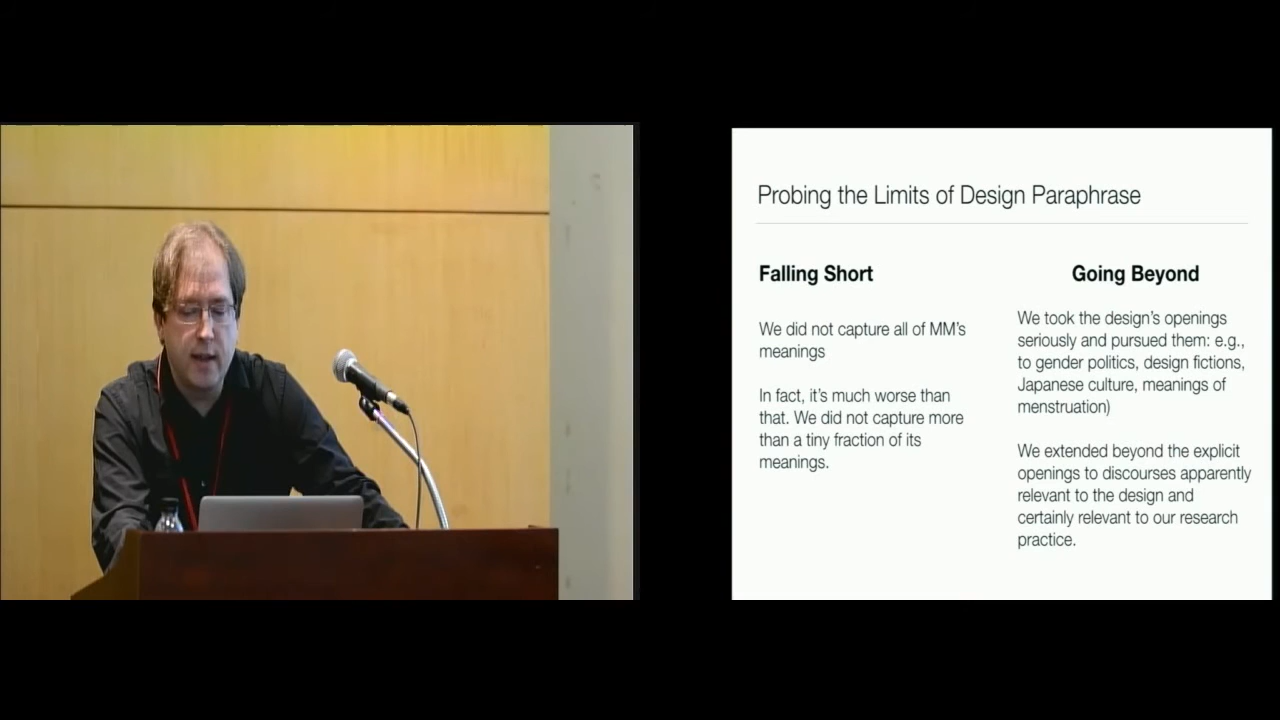 Probing the Limits of Design Paraphrase
Falling Short
We did not capture all of MM's
meanings
In fact, it's much worse than
that. We did not capture more
than a tiny fraction of its
meanings.
Going Beyond
We took the design's openings
seriously and pursued them: e.g.,
to gender politics, design fictions,
Japanese culture, meanings of
menstruation)
We extended beyond the explicit
openings to discourses apparently
relevant to the design and
certainly relevant to our research
practice.